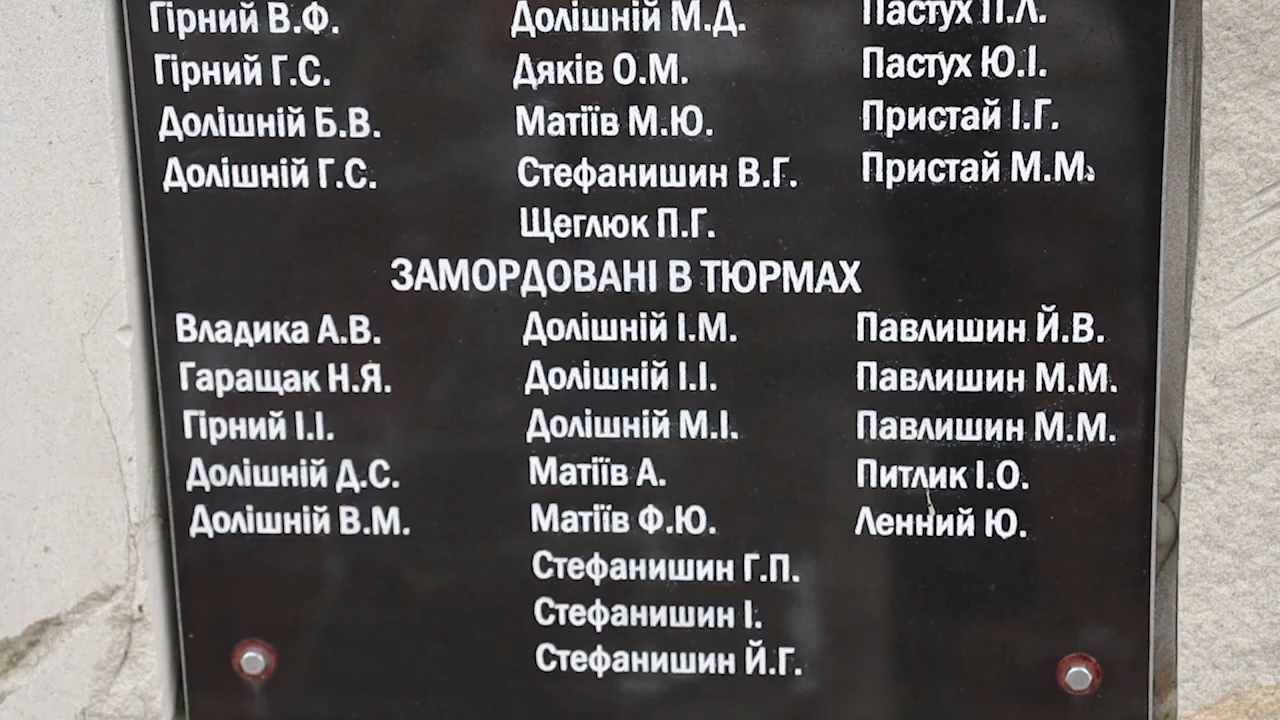 Гірний В.Ф. Долішній М.Д. Пастух П.Л.
Гірний Г.С. Дяків О.М. Пастух Ю.І.
Долішній Б.В. Матіїв М.Ю. Пристай І.Г.
Долішній Г.С. Стефанишин В.Г. Пристай М.М.
Щеглюк П.Г.
ЗАМОРДОВАНІ В ТЮРМАХ
Владика А.В. Долішній І.М. Павлишин Й.В.
Гаращак Н.Я. Долішній І.І. Павлишин М.М.
Гірний І.І. Долішній М.І. Павлишин М.М.
Долішній Д.С. Матіїв А. Питлик І.О.
Долішній В.М. Матіїв Ф.Ю. Ленний Ю.
Стефанишин Г.П.
Стефанишин І.
Стефанишин Й.Г.